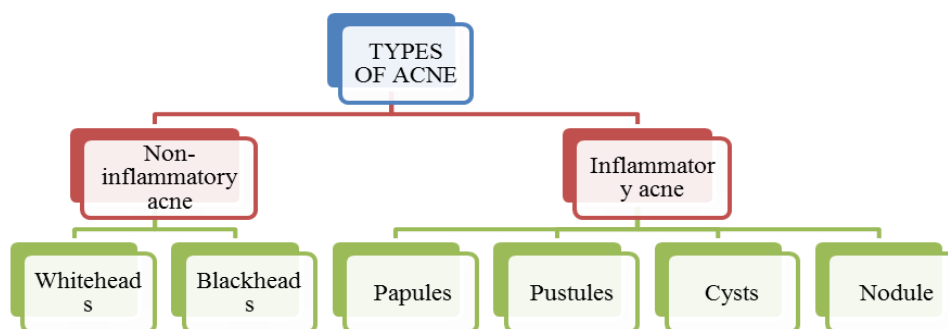 TYPES
OF ACNE
Non-
inflammatory
acne
Inflammator
y acne
Whitehead
s
Blackhead
s
Papules
Pustules
Cysts
Nodule